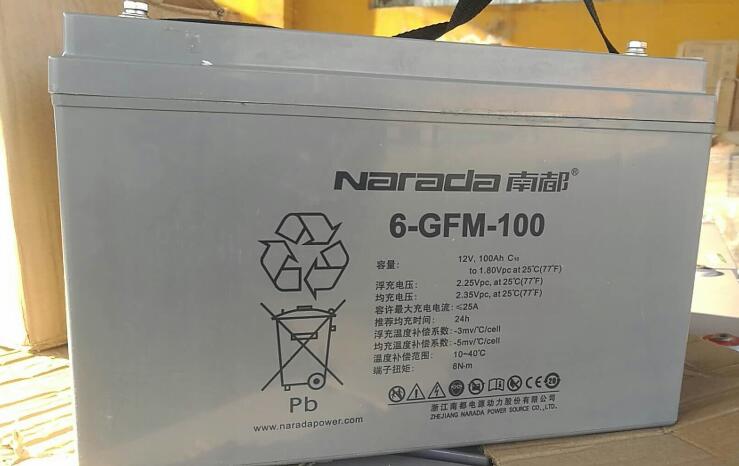 Narada 南都®
6-GFM-100
容量: 12V, 100Ah C₁₀
to 1.80Vpc at 25℃(77℉)
浮充电压: 2.25Vpc, at 25℃(77℉)
均充电压: 2.35Vpc, at 25℃(77℉)
容许最大充电电流: ≤25A
推荐均充时间: 24h
浮充温度补偿系数: -3mv/℃/cell
均充温度补偿系数: -5mv/℃/cell
温度补偿范围: 10~40℃
端子扭矩: 8N·m
Pb
www.naradapower.com
CE 20
浙江南都电源动力股份有限公司
ZHEJIANG NARADA POWER SOURCE CO.,LTD.